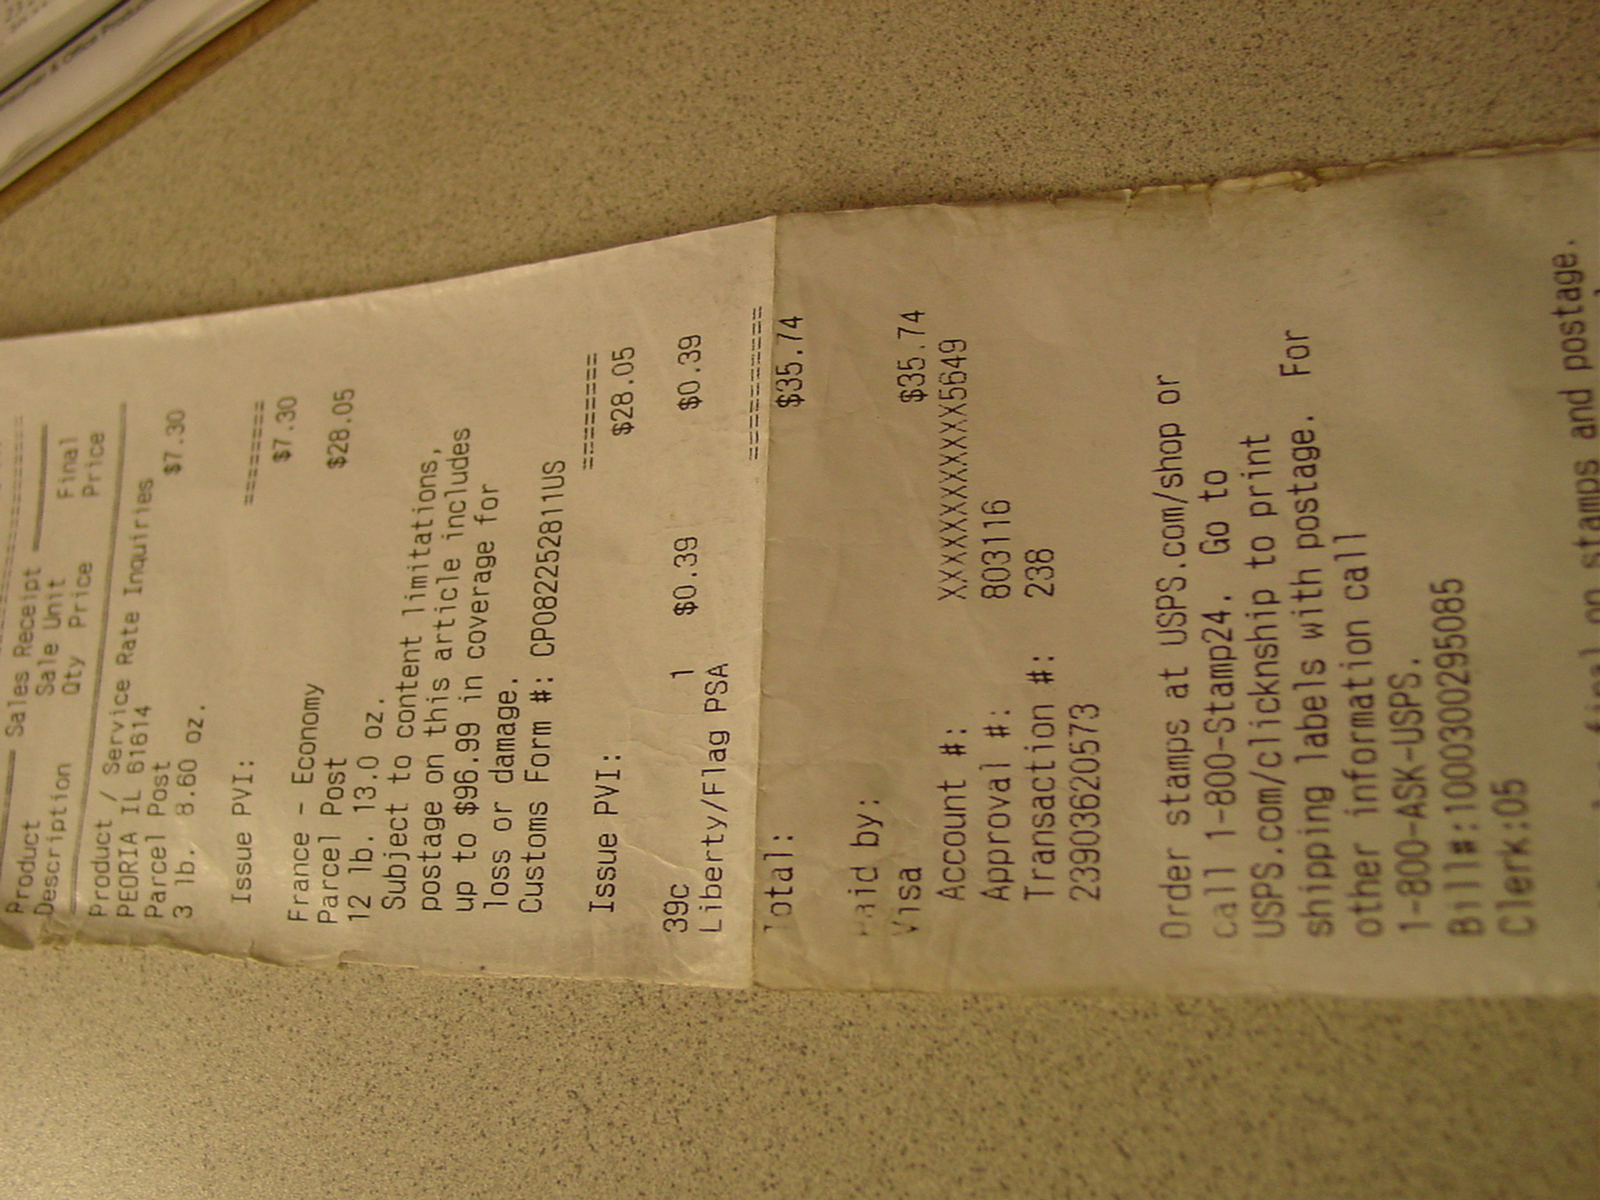 Sales Receipt
Product Sale Unit Final
Description Qty Price Price
Product / Service Rate Inquiries
PEORIA IL 61614 $7.30
Parcel Post
3 lb. 8.60 oz.
========
Issue PVI: $7.30
France - Economy $28.05
Parcel Post
12 lb. 13.0 oz.
Subject to content limitations,
postage on this article includes
up to $96.99 in coverage for
loss or damage.
Customs Form #: CP082252811US
========
Issue PVI: $28.05
39c 1 $0.39 $0.39
Liberty/Flag PSA
==========
Total: $35.74
Paid by:
Visa $35.74
Account #: XXXXXXXXXXXX5649
Approval #: 803116
Transaction #: 238
23903620573
Order stamps at USPS.com/shop or
call 1-800-Stamp24. Go to
USPS.com/clicknship to print
shipping labels with postage. For
other information call
1-800-ASK-USPS.
Bill#:1000300295085
Clerk:05
final on stamps and postage.